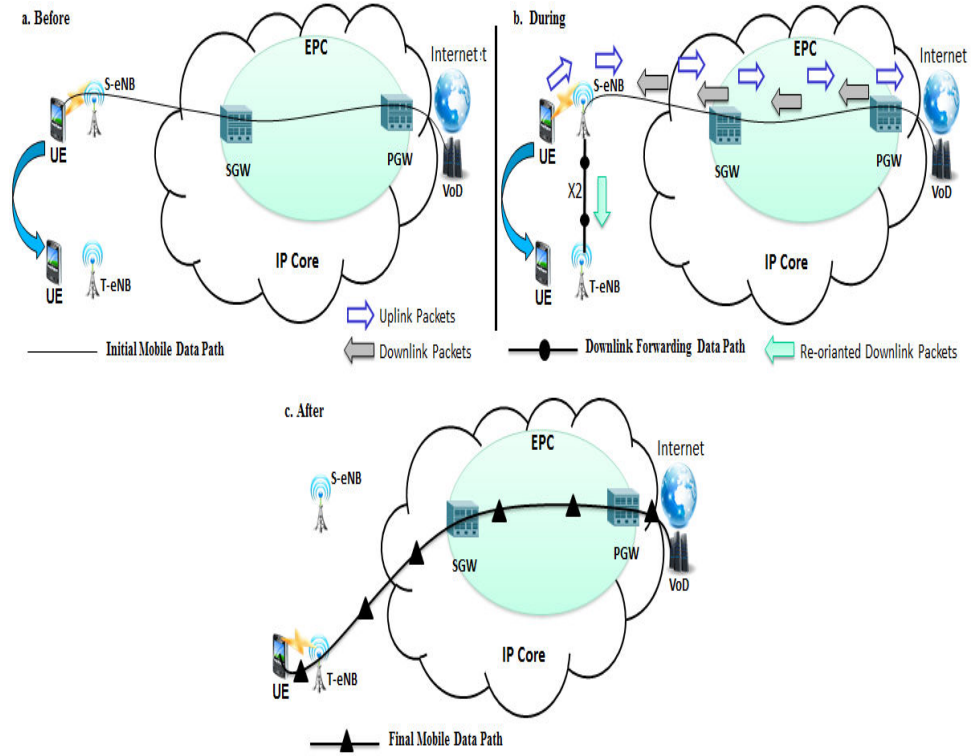 a. Before
EPC
Internet
S-eNB
UE
SGW
PGW
VoD
UE
T-eNB
IP Core
Uplink Packets
Initial Mobile Data Path
Downlink Packets
b. During
EPC
Internet
S-eNB
UE
SGW
PGW
VoD
X2
UE
T-eNB
IP Core
Downlink Forwarding Data Path
Re-orianted Downlink Packets
c. After
EPC
Internet
S-eNB
SGW
PGW
VoD
UE
T-eNB
IP Core
Final Mobile Data Path